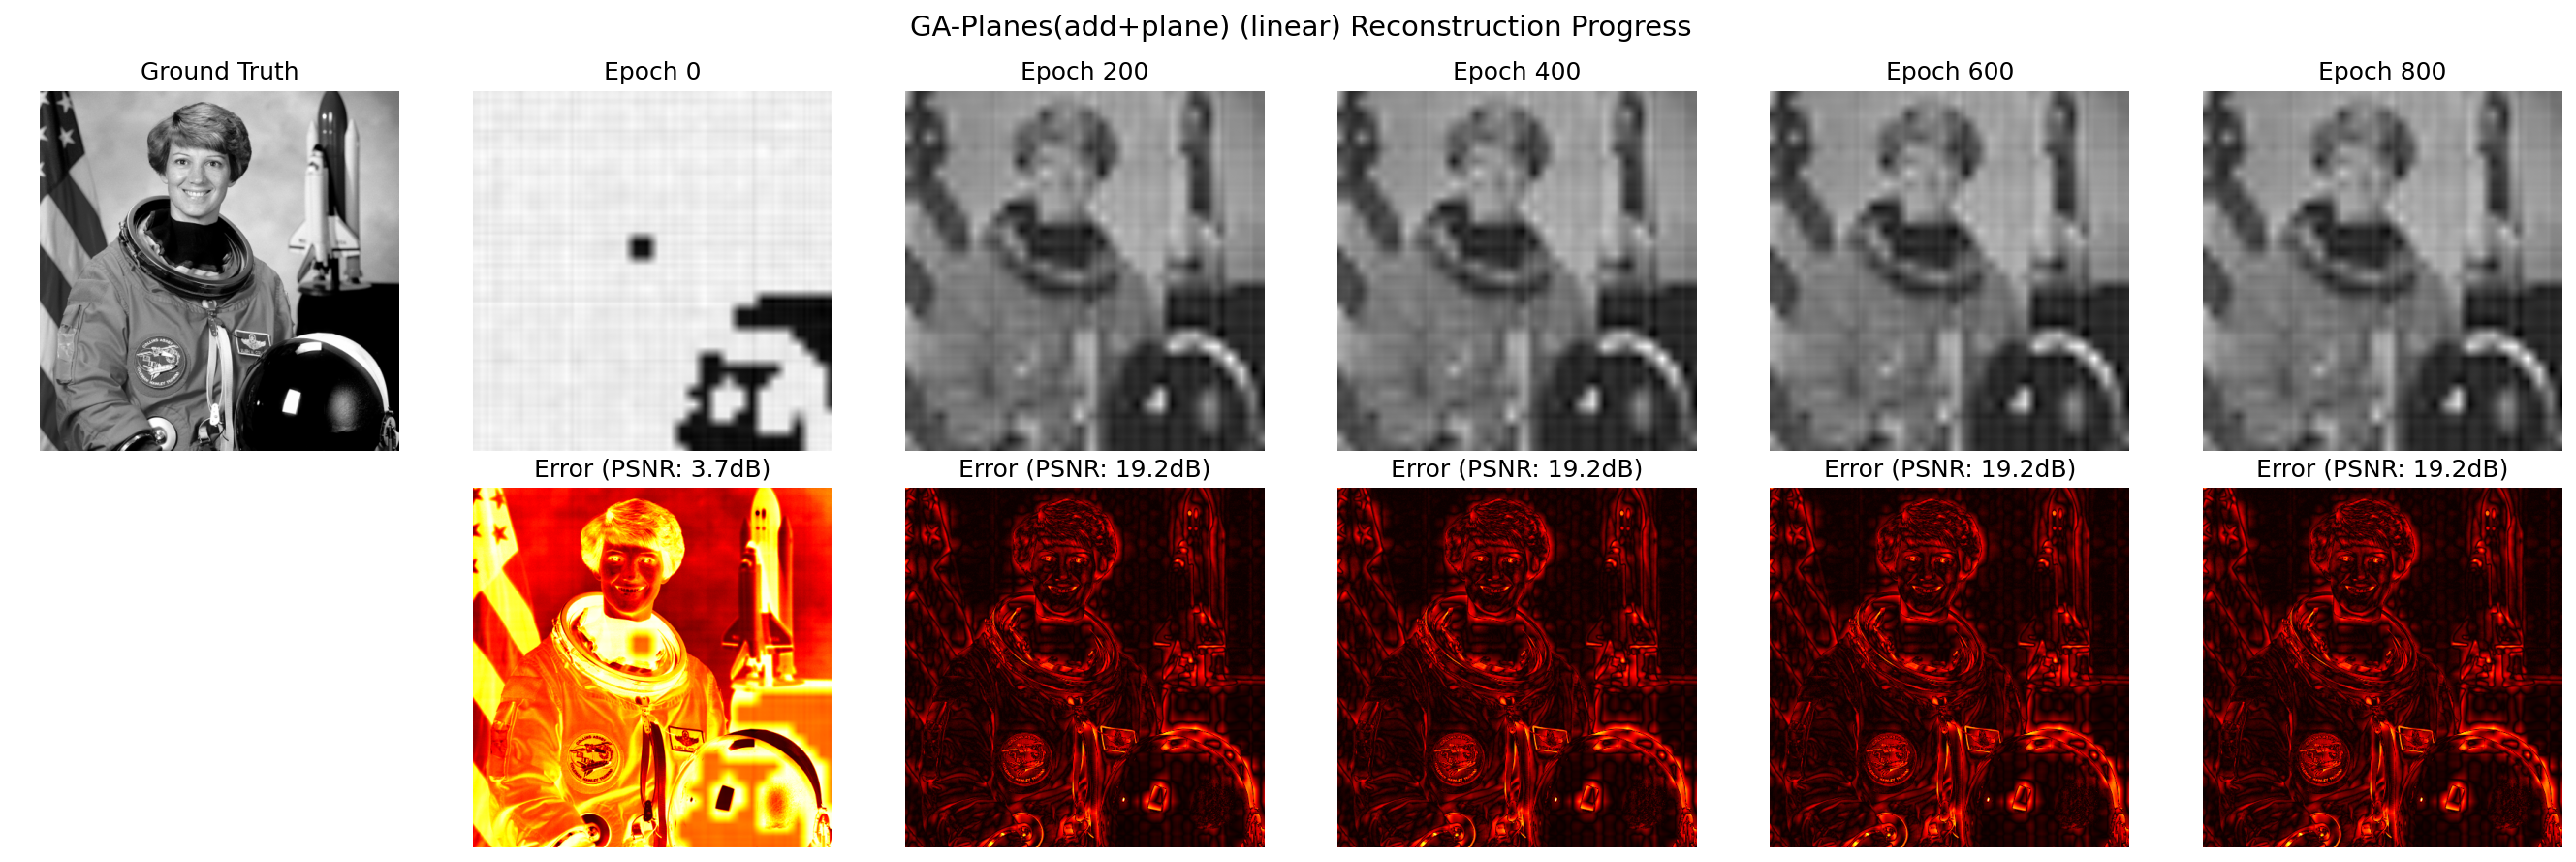 GA-Planes(add+plane) (linear) Reconstruction Progress
Ground Truth
Epoch 0
Epoch 200
Epoch 400
Epoch 600
Epoch 800
Error (PSNR: 3.7dB)
Error (PSNR: 19.2dB)
Error (PSNR: 19.2dB)
Error (PSNR: 19.2dB)
Error (PSNR: 19.2dB)